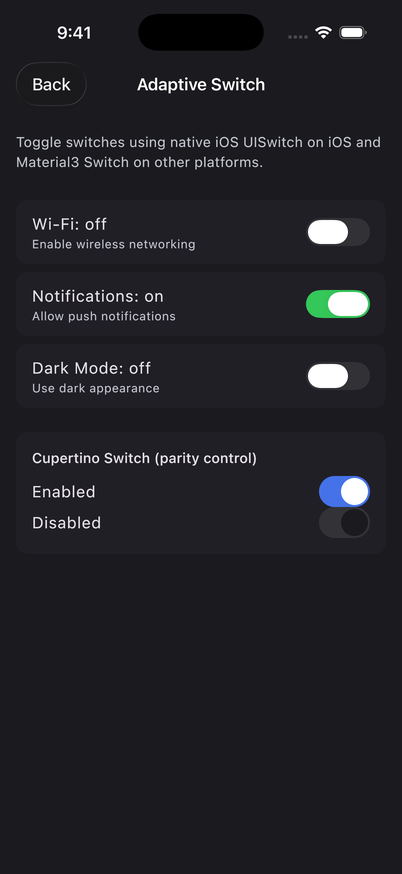 9:41
Back
Adaptive Switch
Toggle switches using native iOS UISwitch on iOS and
Material3 Switch on other platforms.
Wi-Fi: off
Enable wireless networking
Notifications: on
Allow push notifications
Dark Mode: off
Use dark appearance
Cupertino Switch (parity control)
Enabled
Disabled